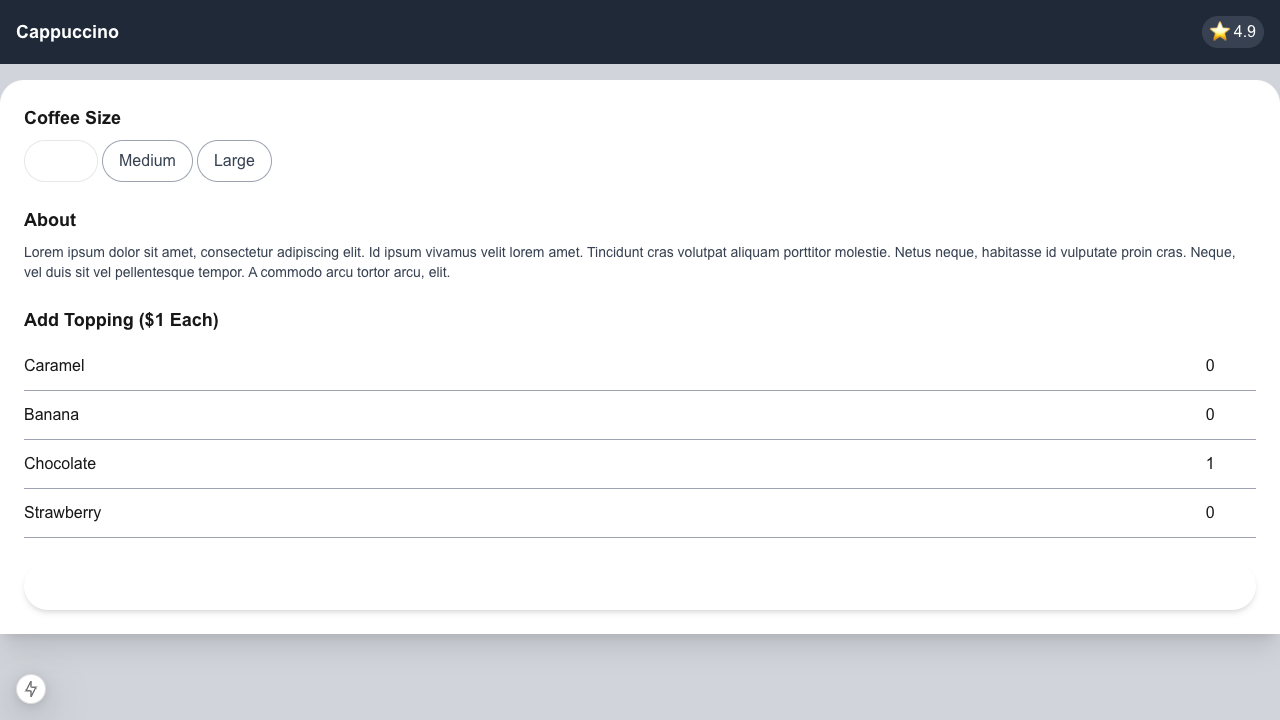 Cappuccino
⭐ 4.9
Coffee Size
Medium
Large
About
Lorem ipsum dolor sit amet, consectetur adipiscing elit. Id ipsum vivamus velit lorem amet. Tincidunt cras volutpat aliquam porttitor molestie. Netus neque, habitasse id vulputate proin cras. Neque,
vel duis sit vel pellentesque tempor. A commodo arcu tortor arcu, elit.
Add Topping ($1 Each)
Caramel 0
Banana 0
Chocolate 1
Strawberry 0